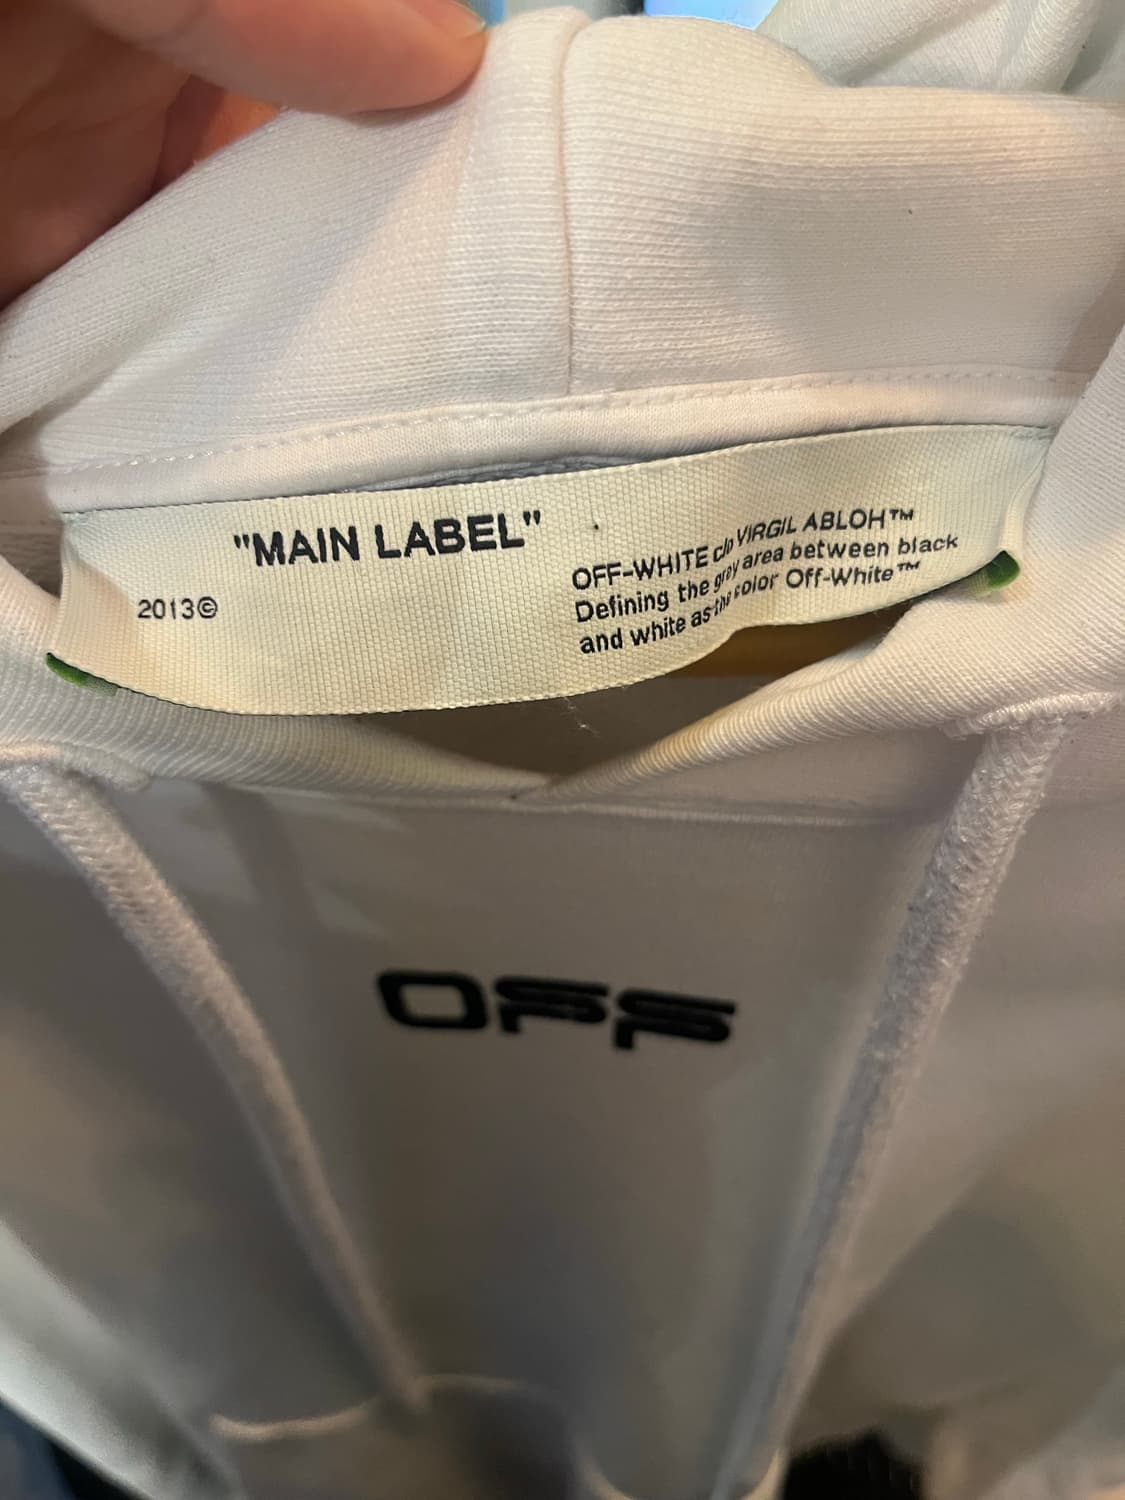 "MAIN LABEL"
2013©
OFF-WHITE c/o VIRGIL ABLOH™
Defining the grey area between black
and white as the color Off-White™
OFF